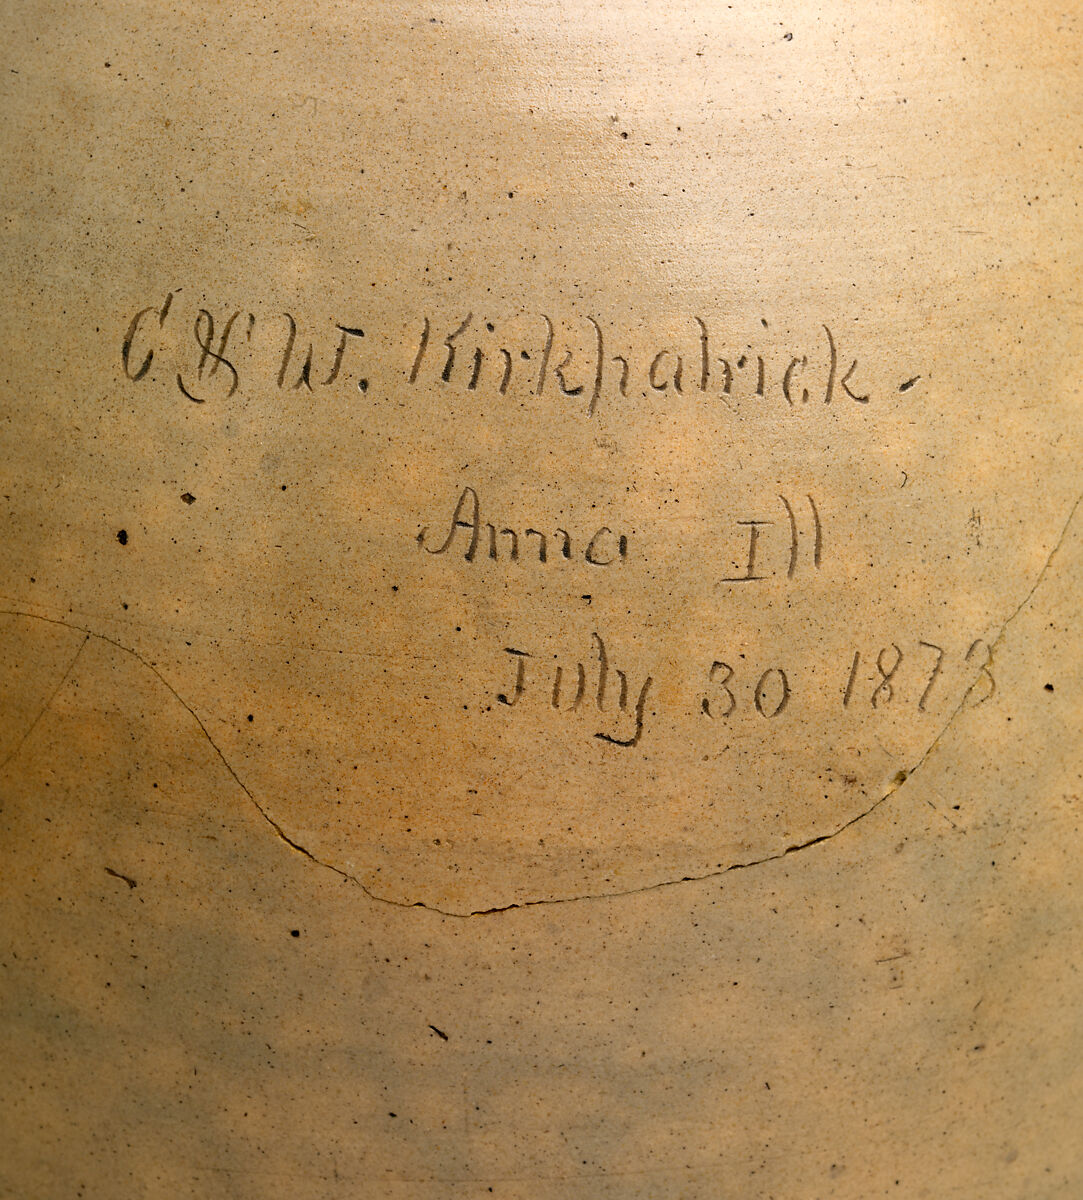 C & W. Kirkpatrick.
Anna Ill
July 30 1873